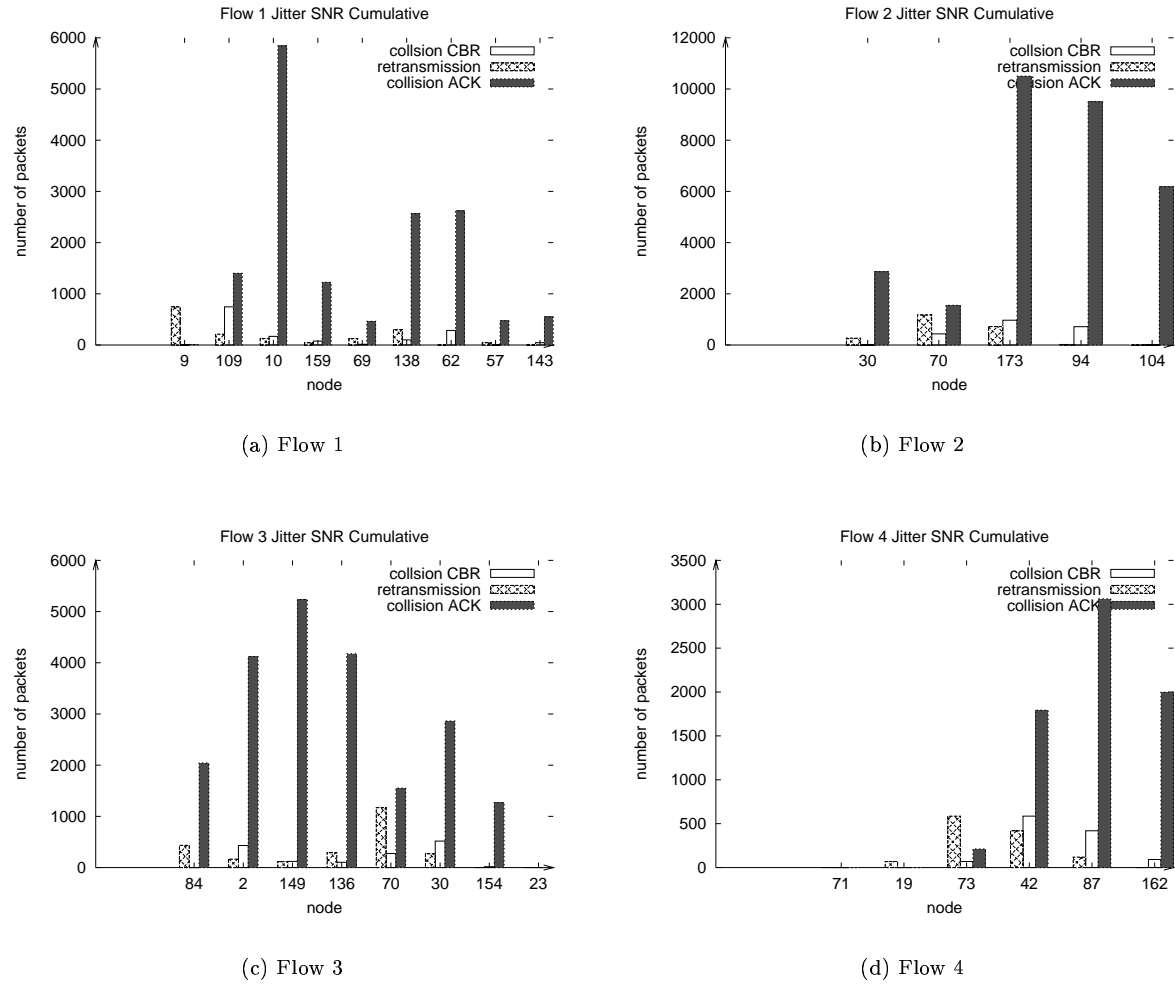 Flow 1 Jitter SNR Cumulative
6000
5000
4000
3000
2000
1000
0
number of packets
collsion CBR
retransmission
collision ACK
9 109 10 159 69 138 62 57 143
node
(a) Flow 1
Flow 2 Jitter SNR Cumulative
12000
10000
8000
6000
4000
2000
0
number of packets
collsion CBR
retransmission
collision ACK
30 70 173 94 104
node
(b) Flow 2
Flow 3 Jitter SNR Cumulative
6000
5000
4000
3000
2000
1000
0
number of packets
collsion CBR
retransmission
collision ACK
84 2 149 136 70 30 154 23
node
(c) Flow 3
Flow 4 Jitter SNR Cumulative
3500
3000
2500
2000
1500
1000
500
0
number of packets
collsion CBR
retransmission
collision ACK
71 19 73 42 87 162
node
(d) Flow 4